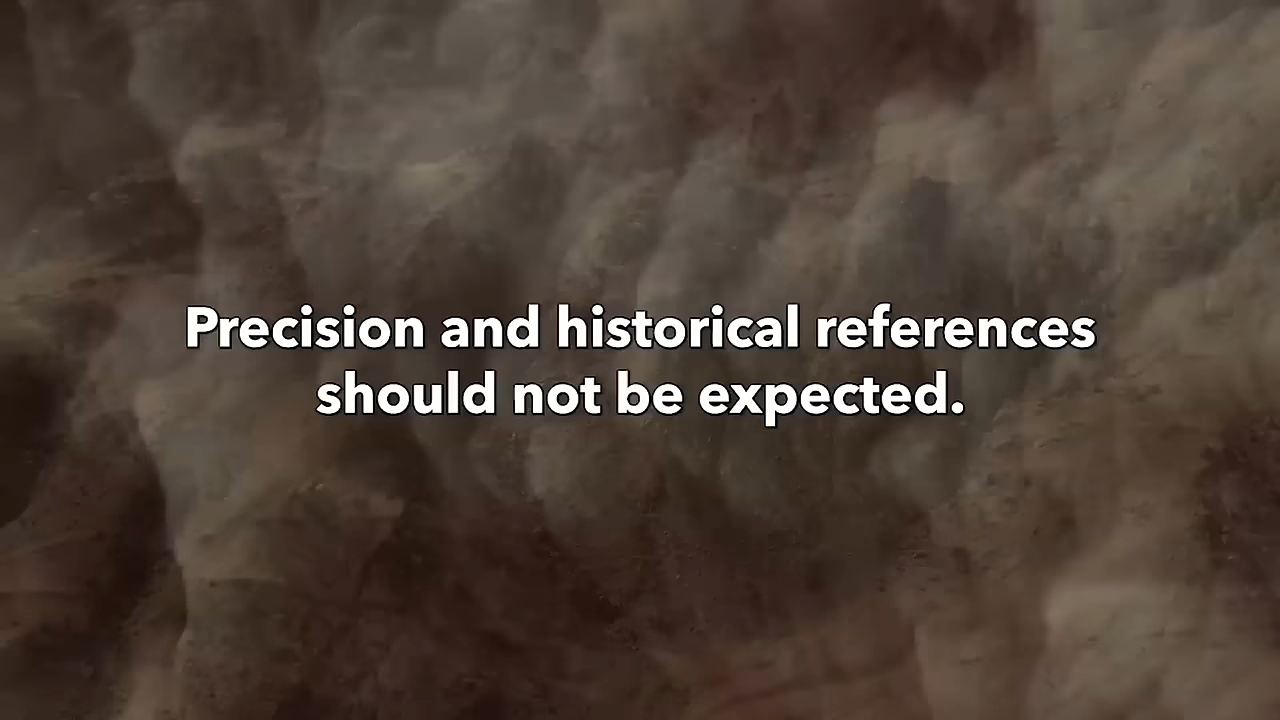 Precision and historical references
should not be expected.